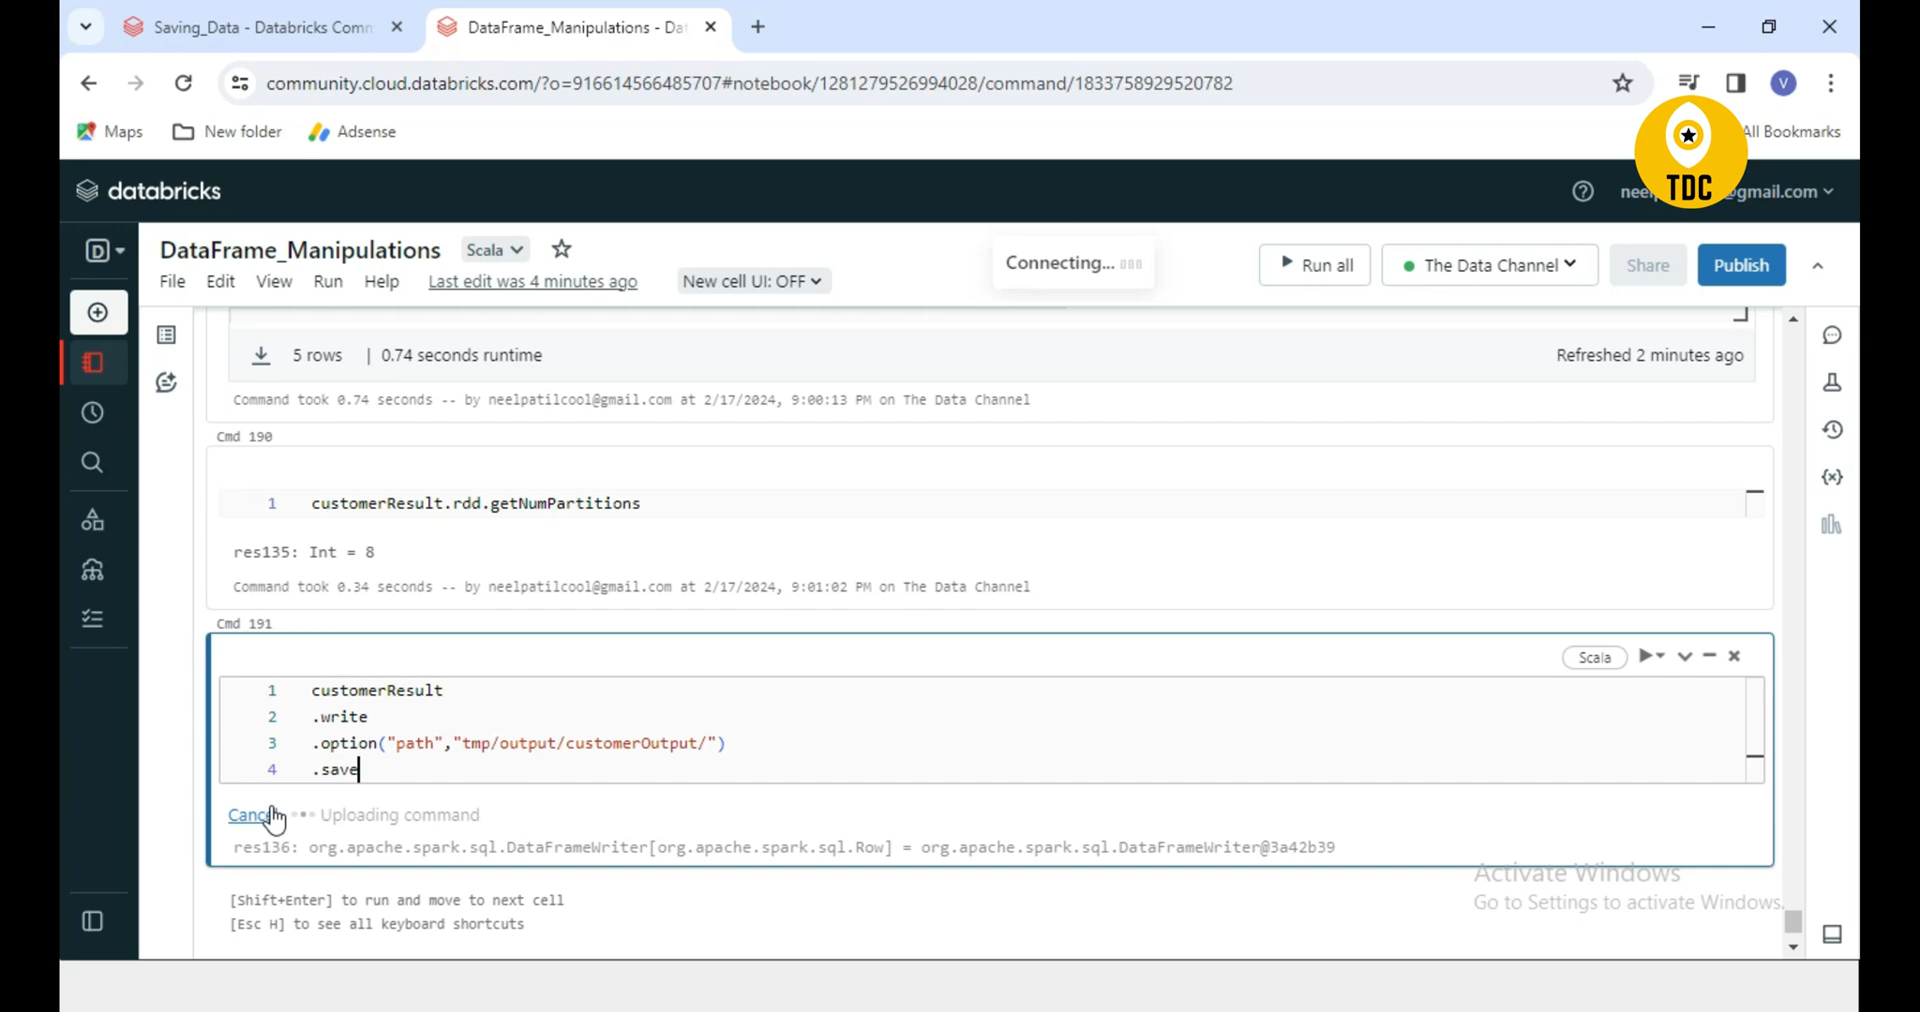 Saving_Data - Databricks Comm
DataFrame_Manipulations - Dat
community.cloud.databricks.com/?o=916614566485707#notebook/1281279526994028/command/1833758929520782
V
Maps
New folder
Adsense
All Bookmarks
TDC
databricks
@gmail.com
D
DataFrame_Manipulations
Scala
File
Edit
View
Run
Help
Last edit was 4 minutes ago
New cell UI: OFF
Connecting...
Run all
The Data Channel
Share
Publish
5 rows | 0.74 seconds runtime
Refreshed 2 minutes ago
Command took 0.74 seconds -- by neelpatilcool@gmail.com at 2/17/2024, 9:00:13 PM on The Data Channel
Cmd 190
1 customerResult.rdd.getNumPartitions
res135: Int = 8
Command took 0.34 seconds -- by neelpatilcool@gmail.com at 2/17/2024, 9:01:02 PM on The Data Channel
Cmd 191
Scala
1 customerResult
2 .write
3 .option("path","tmp/output/customerOutput/")
4 .save
Cancel
Uploading command
res136: org.apache.spark.sql.DataFrameWriter[org.apache.spark.sql.Row] = org.apache.spark.sql.DataFrameWriter@3a42b39
Activate Windows
Go to Settings to activate Windows.
[Shift+Enter] to run and move to next cell
[Esc H] to see all keyboard shortcuts